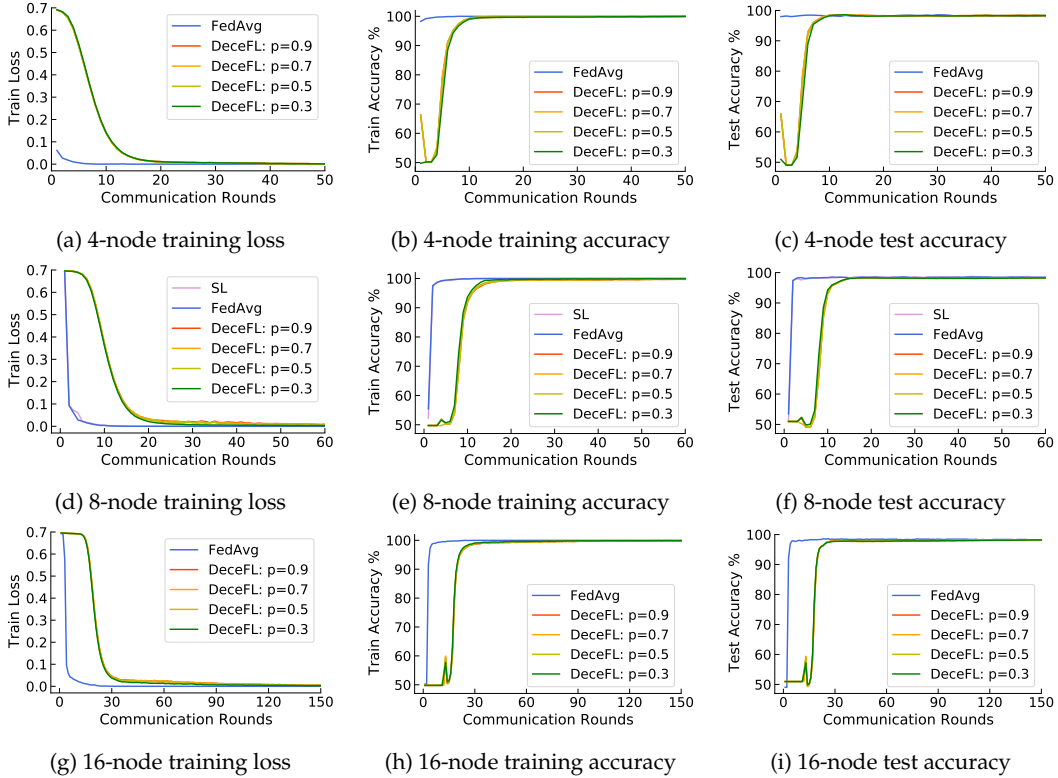 0.7
0.6
0.5
0.4
0.3
0.2
0.1
0.0
Train Loss
FedAvg
DeceFL: p=0.9
DeceFL: p=0.7
DeceFL: p=0.5
DeceFL: p=0.3
0 10 20 30 40 50
Communication Rounds
(a) 4-node training loss
100
90
80
70
60
50
Train Accuracy %
FedAvg
DeceFL: p=0.9
DeceFL: p=0.7
DeceFL: p=0.5
DeceFL: p=0.3
0 10 20 30 40 50
Communication Rounds
(b) 4-node training accuracy
100
90
80
70
60
50
Test Accuracy %
FedAvg
DeceFL: p=0.9
DeceFL: p=0.7
DeceFL: p=0.5
DeceFL: p=0.3
0 10 20 30 40 50 60
Communication Rounds
(c) 4-node test accuracy
0.7
0.6
0.5
0.4
0.3
0.2
0.1
0.0
Train Loss
SL
FedAvg
DeceFL: p=0.9
DeceFL: p=0.7
DeceFL: p=0.5
DeceFL: p=0.3
0 10 20 30 40 50 60
Communication Rounds
(d) 8-node training loss
100
90
80
70
60
50
Train Accuracy %
SL
FedAvg
DeceFL: p=0.9
DeceFL: p=0.7
DeceFL: p=0.5
DeceFL: p=0.3
0 10 20 30 40 50 60
Communication Rounds
(e) 8-node training accuracy
100
90
80
70
60
50
Test Accuracy %
SL
FedAvg
DeceFL: p=0.9
DeceFL: p=0.7
DeceFL: p=0.5
DeceFL: p=0.3
0 10 20 30 40 50 60
Communication Rounds
(f) 8-node test accuracy
0.7
0.6
0.5
0.4
0.3
0.2
0.1
0.0
Train Loss
FedAvg
DeceFL: p=0.9
DeceFL: p=0.7
DeceFL: p=0.5
DeceFL: p=0.3
0 30 60 90 120 150
Communication Rounds
(g) 16-node training loss
100
90
80
70
60
50
Train Accuracy %
FedAvg
DeceFL: p=0.9
DeceFL: p=0.7
DeceFL: p=0.5
DeceFL: p=0.3
0 30 60 90 120 150
Communication Rounds
(h) 16-node training accuracy
100
90
80
70
60
50
Test Accuracy %
FedAvg
DeceFL: p=0.9
DeceFL: p=0.7
DeceFL: p=0.5
DeceFL: p=0.3
0 30 60 90 120 150
Communication Rounds
(i) 16-node test accuracy